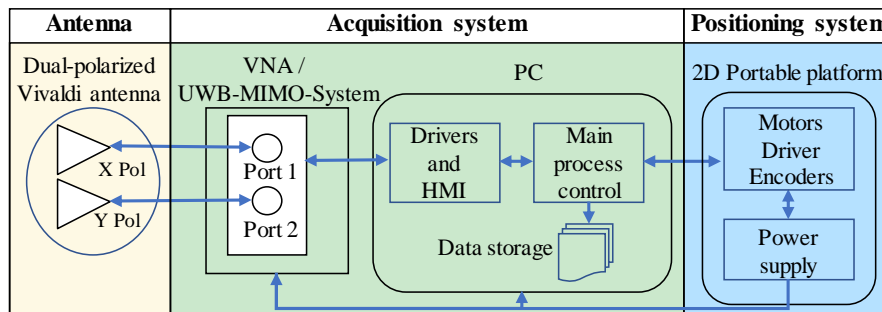 Antenna
Acquisition system
Positioning system
Dual-polarized
Vivaldi antenna
X Pol
Y Pol
VNA /
UWB-MIMO-System
Port 1
Port 2
PC
Drivers
and
HMI
Main
process
control
Data storage
2D Portable platform
Motors
Driver
Encoders
Power
supply